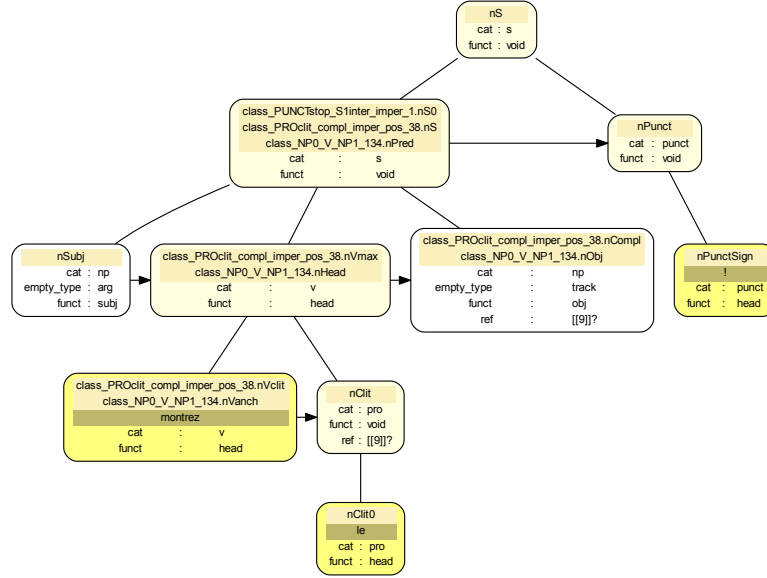 nS
cat : s
funct : void
class_PUNCTstop_S1inter_imper_1.nS0
class_PROclit_compl_imper_pos_38.nS
class_NP0_V_NP1_134.nPred
cat : s
funct : void
nPunct
cat : punct
funct : void
nSubj
cat : np
empty_type : arg
funct : subj
class_PROclit_compl_imper_pos_38.nVmax
class_NP0_V_NP1_134.nHead
cat : v
funct : head
class_PROclit_compl_imper_pos_38.nCompl
class_NP0_V_NP1_134.nObj
cat : np
empty_type : track
funct : obj
ref : [[9]]?
nPunctSign
!
cat : punct
funct : head
class_PROclit_compl_imper_pos_38.nVclit
class_NP0_V_NP1_134.nVanch
montrez
cat : v
funct : head
nClit
cat : pro
funct : void
ref : [[9]]?
nClit0
le
cat : pro
funct : head